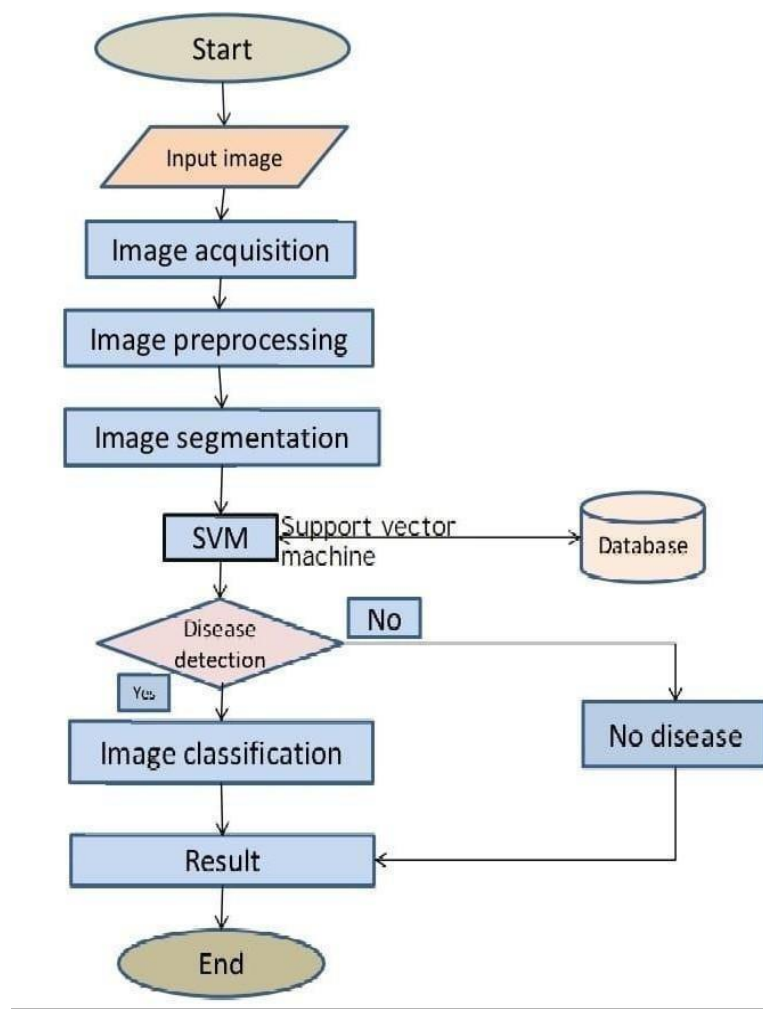 Start
Input image
Image acquisition
Image preprocessing
Image segmentation
SVM
Support vector
machine
Database
Disease
detection
No
Yes
No disease
Image classification
Result
End